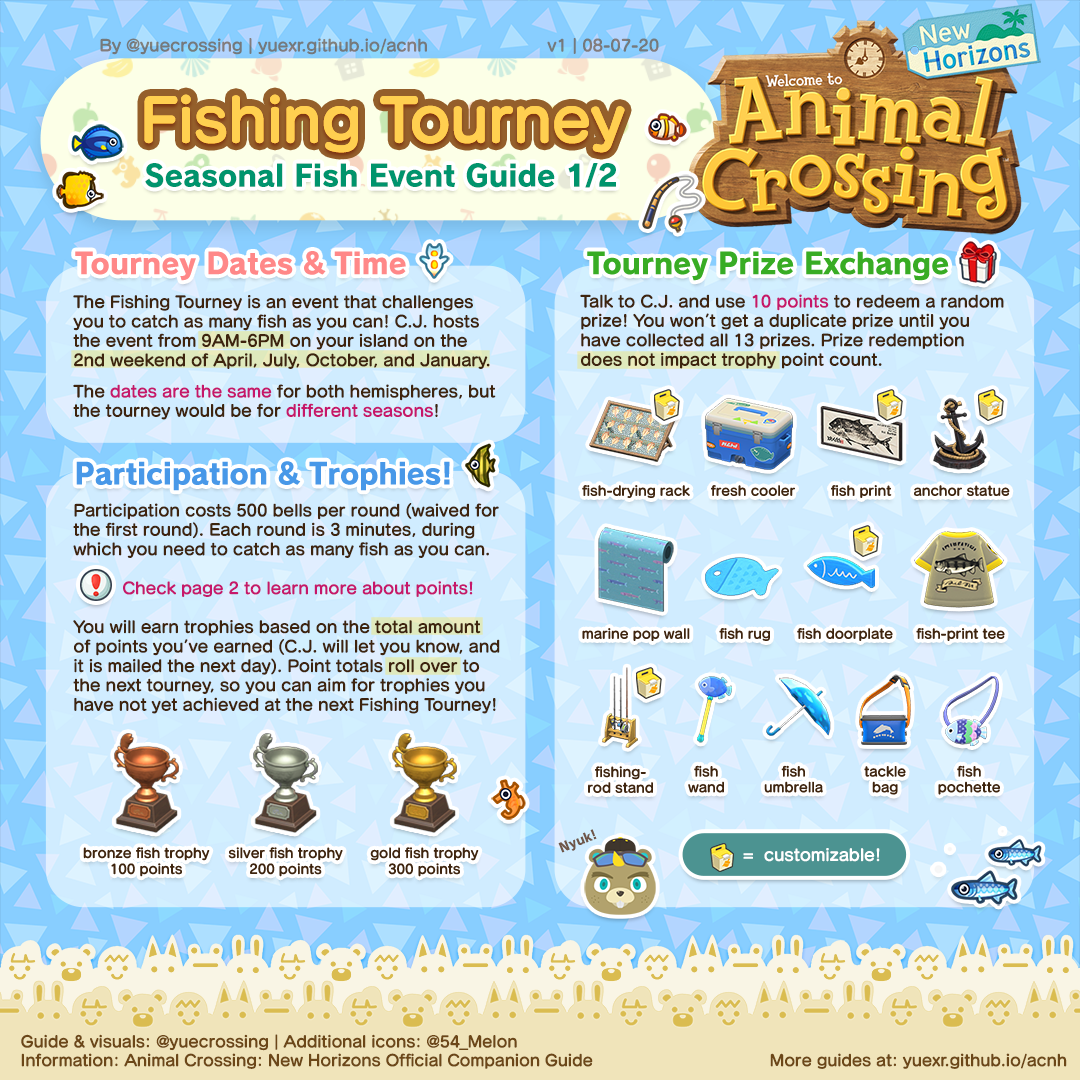 By @yuecrossing | yuexr.github.io/acnh
v1 | 08-07-20
New
Horizons
Welcome to
Animal
Crossing
Fishing Tourney
Seasonal Fish Event Guide 1/2
Tourney Dates & Time
The Fishing Tourney is an event that challenges
you to catch as many fish as you can! C.J. hosts
the event from 9AM-6PM on your island on the
2nd weekend of April, July, October, and January.
The dates are the same for both hemispheres, but
the tourney would be for different seasons!
Participation & Trophies!
Participation costs 500 bells per round (waived for
the first round). Each round is 3 minutes, during
which you need to catch as many fish as you can.
Check page 2 to learn more about points!
You will earn trophies based on the total amount
of points you've earned (C.J. will let you know, and
it is mailed the next day). Point totals roll over to
the next tourney, so you can aim for trophies you
have not yet achieved at the next Fishing Tourney!
bronze fish trophy
100 points
silver fish trophy
200 points
gold fish trophy
300 points
Tourney Prize Exchange
Talk to C.J. and use 10 points to redeem a random
prize! You won't get a duplicate prize until you
have collected all 13 prizes. Prize redemption
does not impact trophy point count.
fish-drying rack
fresh cooler
fish print
anchor statue
marine pop wall
fish rug
fish doorplate
fish-print tee
fishing-
rod stand
fish
wand
fish
umbrella
tackle
bag
fish
pochette
Nyuk!
= customizable!
Guide & visuals: @yuecrossing | Additional icons: @54_Melon
Information: Animal Crossing: New Horizons Official Companion Guide
More guides at: yuexr.github.io/acnh